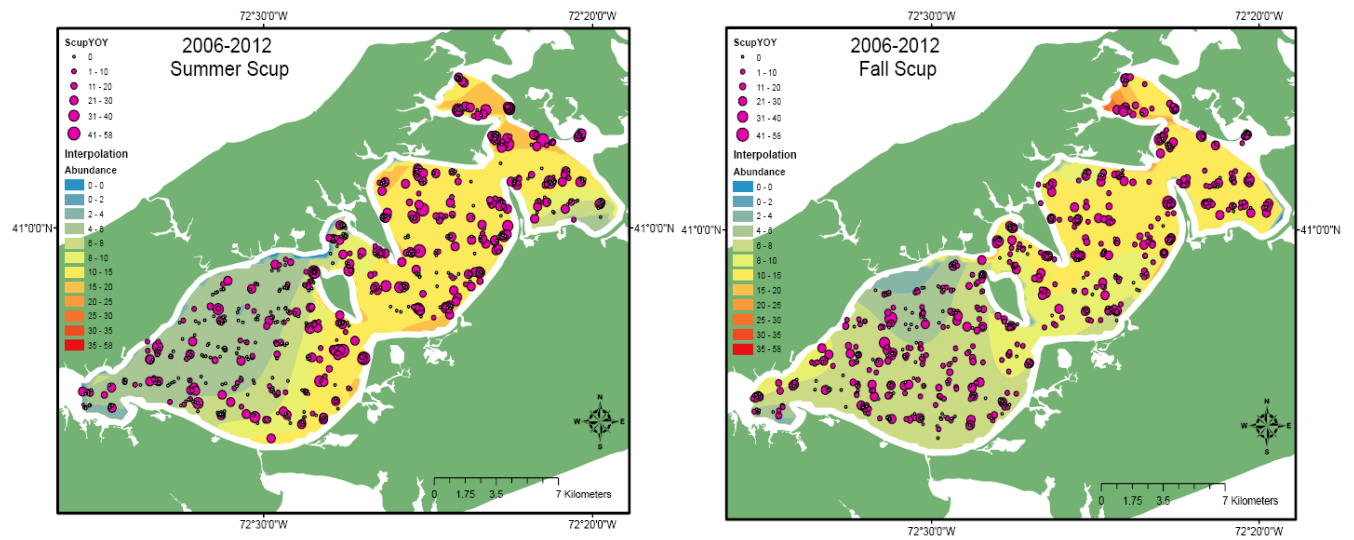 72°30'0"W
72°20'0"W
ScupYOY
0
1 - 10
11 - 20
21 - 30
31 - 40
41 - 58
2006-2012
Summer Scup
Interpolation
Abundance
0 - 0
0 - 2
2 - 4
4 - 6
6 - 8
8 - 10
10 - 15
15 - 20
20 - 25
25 - 30
30 - 35
35 - 58
41°0'0"N
41°0'0"N
N
W
E
S
0
1.75
3.5
7 Kilometers
72°30'0"W
72°20'0"W
72°30'0"W
72°20'0"W
ScupYOY
0
1 - 10
11 - 20
21 - 30
31 - 40
41 - 58
2006-2012
Fall Scup
Interpolation
Abundance
0 - 0
0 - 2
2 - 4
4 - 6
6 - 8
8 - 10
10 - 15
15 - 20
20 - 25
25 - 30
30 - 35
35 - 58
41°0'0"N
N
W
E
S
0
1.75
3.5
7 Kilometers
72°30'0"W
72°20'0"W